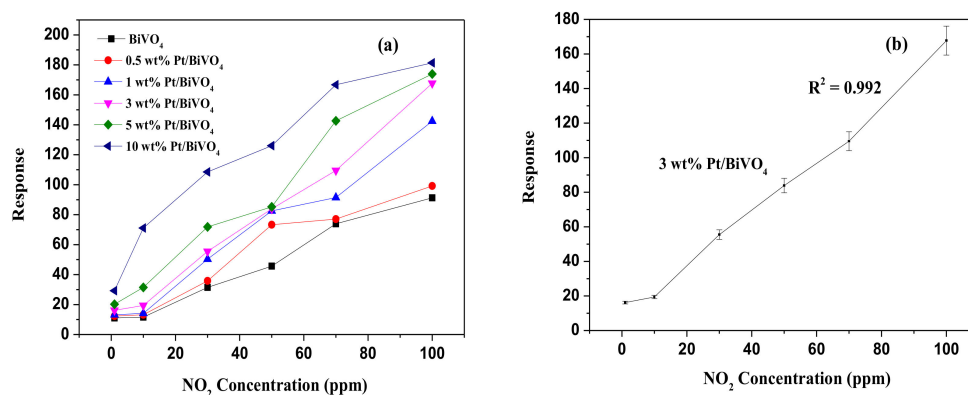 (a)
BiVO₄
0.5 wt% Pt/BiVO₄
1 wt% Pt/BiVO₄
3 wt% Pt/BiVO₄
5 wt% Pt/BiVO₄
10 wt% Pt/BiVO₄
200
180
160
140
120
100
80
60
40
20
0
Response
0 20 40 60 80 100
NO₂ Concentration (ppm)
(b)
R² = 0.992
3 wt% Pt/BiVO₄
180
160
140
120
100
80
60
40
20
0
Response
0 20 40 60 80 100
NO₂ Concentration (ppm)